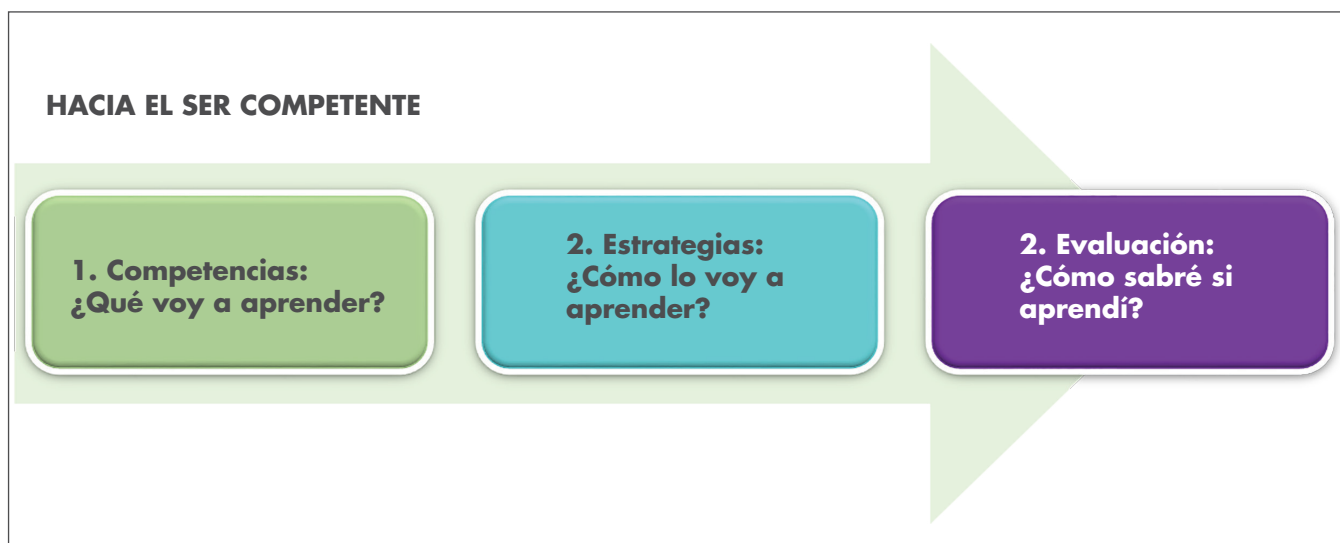 HACIA EL SER COMPETENTE
1. Competencias:
¿Qué voy a aprender?
2. Estrategias:
¿Cómo lo voy a
aprender?
2. Evaluación:
¿Cómo sabré si
aprendí?